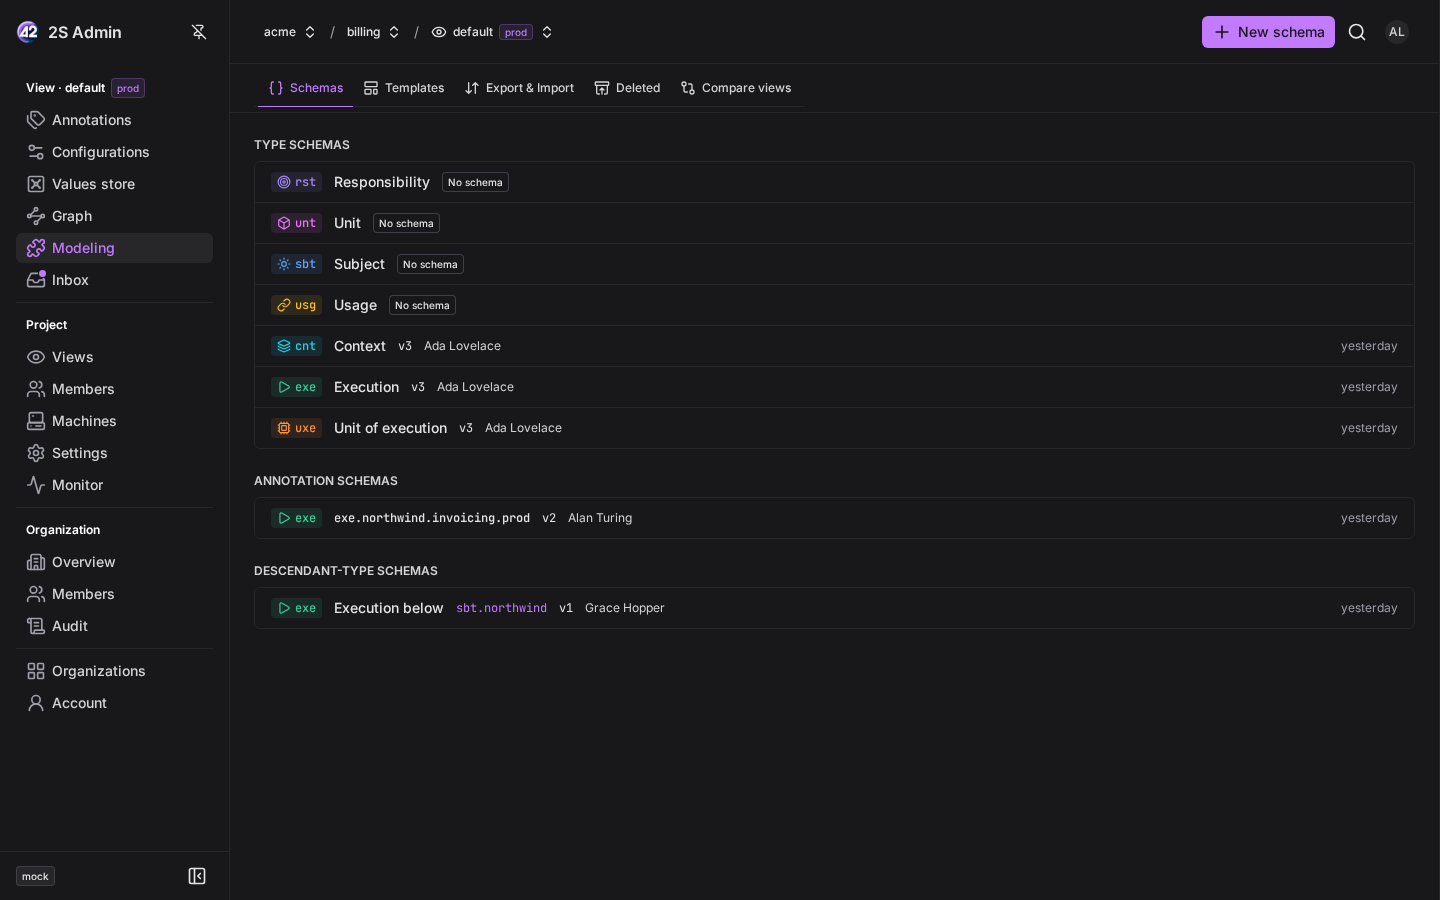 2S Admin
acme / billing / default prod
New schema
AL
View · default prod
Annotations
Configurations
Values store
Graph
Modeling
Inbox
Project
Views
Members
Machines
Settings
Monitor
Organization
Overview
Members
Audit
Organizations
Account
mock
Schemas Templates Export & Import Deleted Compare views
TYPE SCHEMAS
rst Responsibility No schema
unt Unit No schema
sbt Subject No schema
usg Usage No schema
cnt Context v3 Ada Lovelace yesterday
exe Execution v3 Ada Lovelace yesterday
uxe Unit of execution v3 Ada Lovelace yesterday
ANNOTATION SCHEMAS
exe exe.northwind.invoicing.prod v2 Alan Turing yesterday
DESCENDANT-TYPE SCHEMAS
exe Execution below sbt.northwind v1 Grace Hopper yesterday